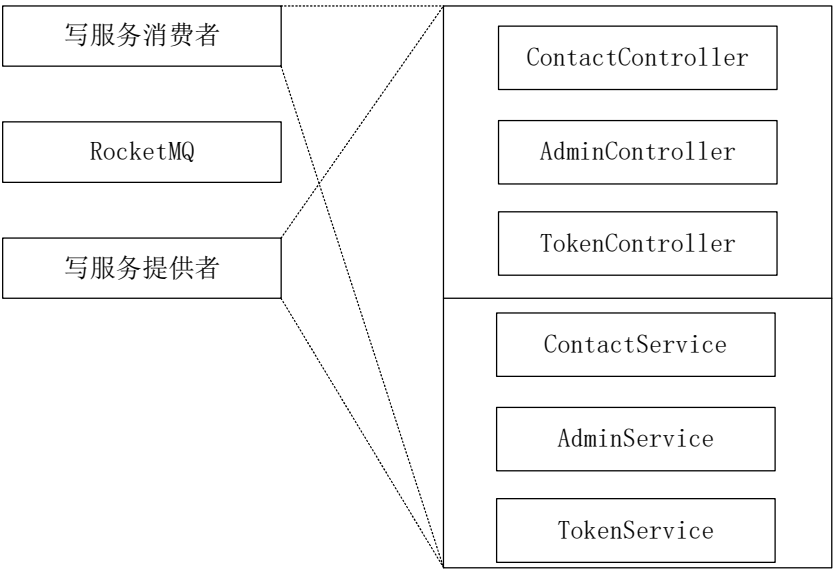 写服务消费者
RocketMQ
写服务提供者
ContactController
AdminController
TokenController
ContactService
AdminService
TokenService